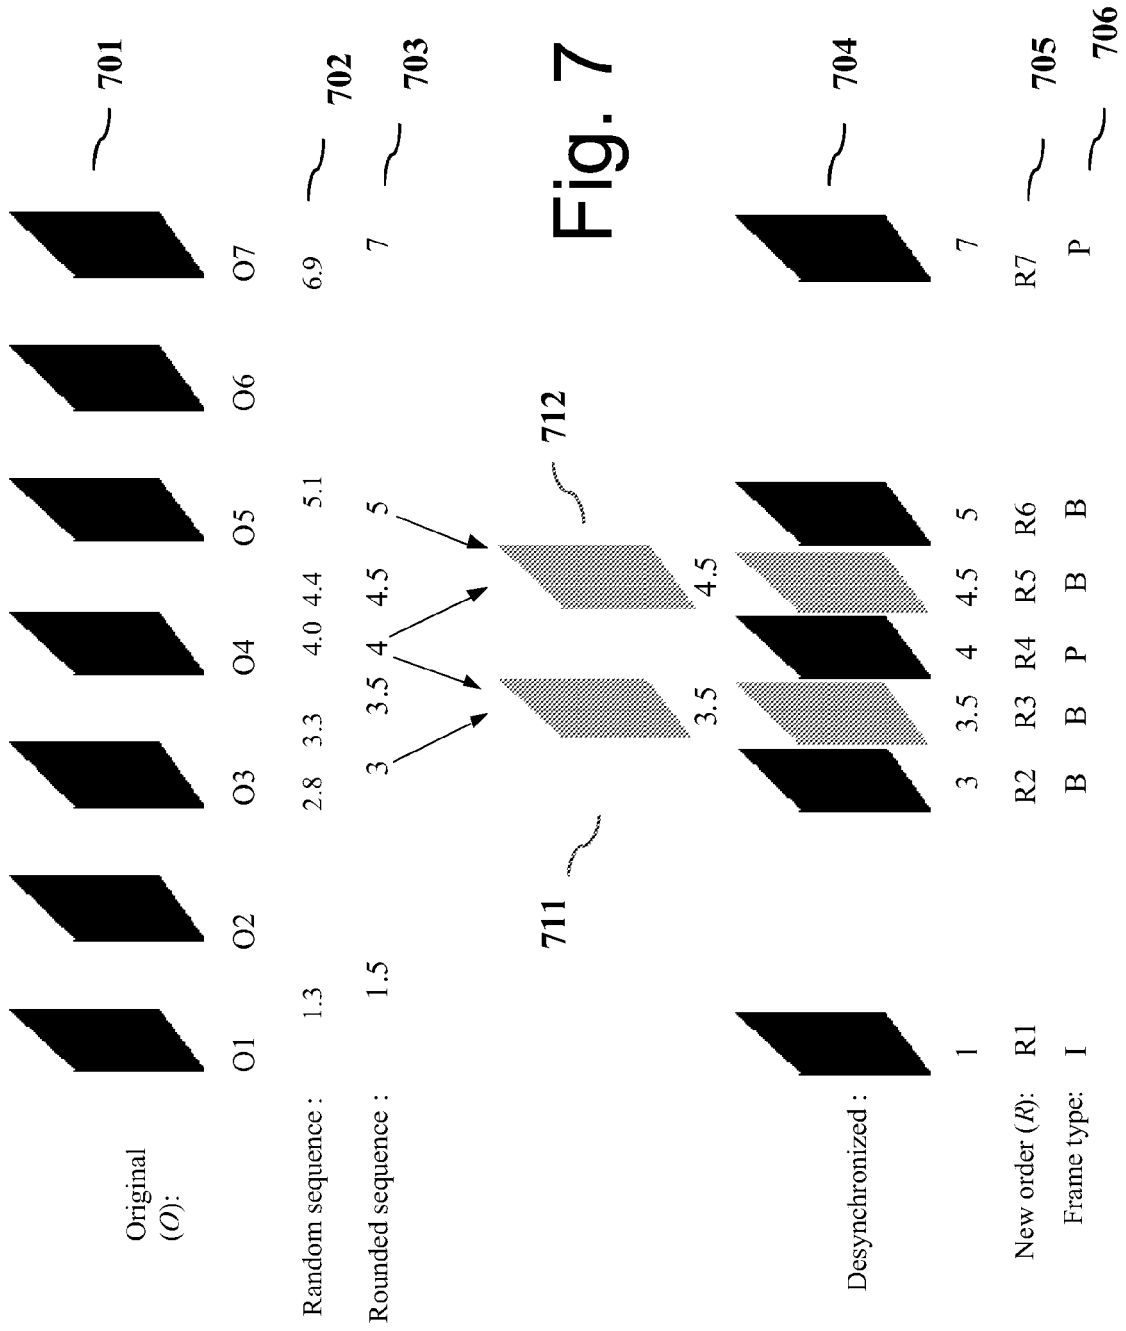 Original
(O):
O1 O2 O3 O4 O5 O6 O7
701
Random sequence : 1.3 2.8 3.3 4.0 4.4 5.1 6.9
702
Rounded sequence : 1.5 3 3.5 4 4.5 5 7
703
711
712
3.5 4.5
Fig. 7
Desynchronized :
704
1 3 3.5 4 4.5 5 7
New order (R): R1 R2 R3 R4 R5 R6 R7
705
Frame type: I B B P B B P
706